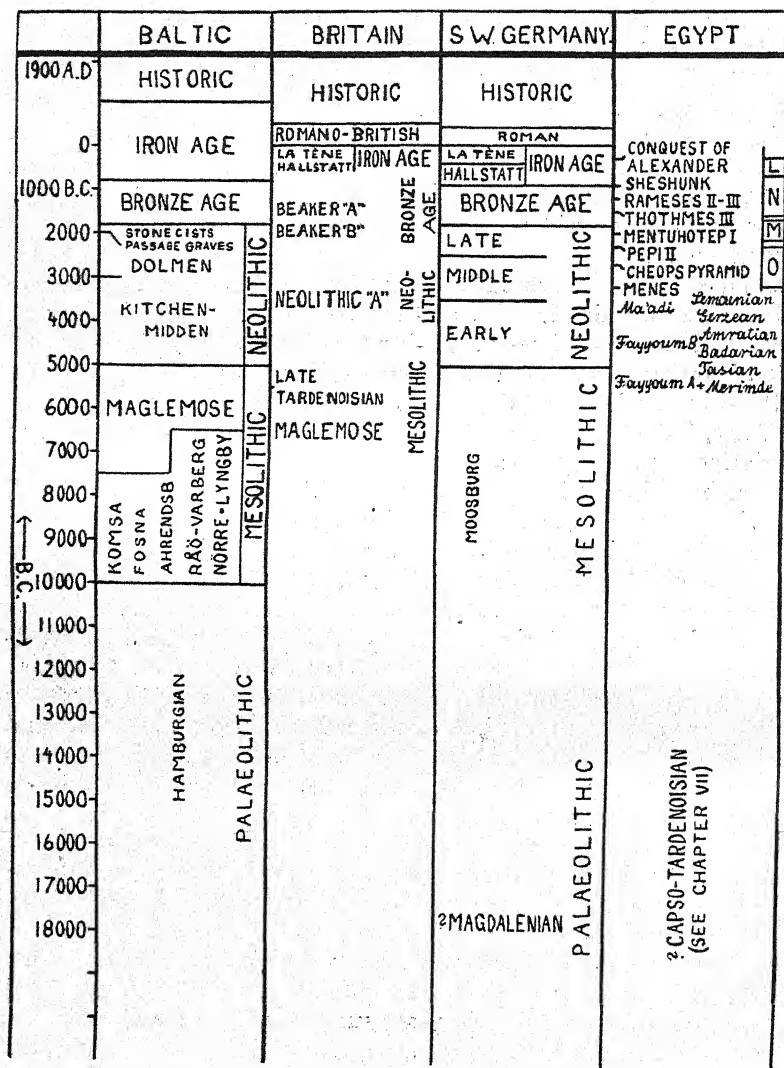 BALTIC
BRITAIN
S W. GERMANY.
EGYPT
1900 A.D
0
1000 B.C.
2000
3000
4000
5000
6000
7000
8000
9000
10000
11000
12000
13000
14000
15000
16000
17000
18000
← B.C. →
HISTORIC
IRON AGE
BRONZE AGE
STONE CISTS
PASSAGE GRAVES
DOLMEN
KITCHEN-
MIDDEN
NEOLITHIC
MAGLEMOSE
MESOLITHIC
KOMSA
FOSNA
AHRENDSB
RÅÖ-VARBERG
NÖRRE-LYNGBY
HAMBURGIAN
PALAEOLITHIC
HISTORIC
ROMANO-BRITISH
LA TÈNE
HALLSTATT
IRON AGE
BEAKER "A"
BEAKER "B"
BRONZE
AGE
NEOLITHIC "A"
NEO-
LITHIC
LATE
TARDENOISIAN
MAGLEMOSE
MESOLITHIC
HISTORIC
ROMAN
LA TÈNE
HALLSTATT
IRON AGE
BRONZE AGE
LATE
MIDDLE
EARLY
NEOLITHIC
MOOSBURG
MESOLITHIC
?MAGDALENIAN
PALAEOLITHIC
CONQUEST OF
ALEXANDER
SHESHUNK
RAMESES II-III
THOTHMES III
MENTUHOTEP I
PEPI II
CHEOPS PYRAMID
MENES
L
N
M
O
Ma'adi
Semainian
Gerzean
Amratian
Fayyoum B
Badarian
Tasian
Fayyoum A + Merimde
?CAPSO-TARDENOISIAN
(SEE CHAPTER VII)